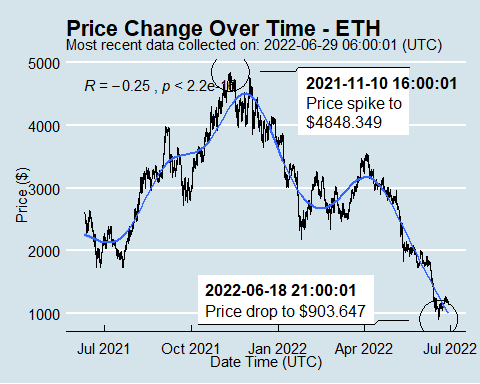 Price Change Over Time - ETH
Most recent data collected on: 2022-06-29 06:00:01 (UTC)
5000
R = −0.25 , p < 2.2e-
2021-11-10 16:00:01
Price spike to
$4848.349
4000
3000
Price ($)
2000
2022-06-18 21:00:01
Price drop to $903.647
1000
Jul 2021
Oct 2021
Jan 2022
Apr 2022
Jul 2022
Date Time (UTC)